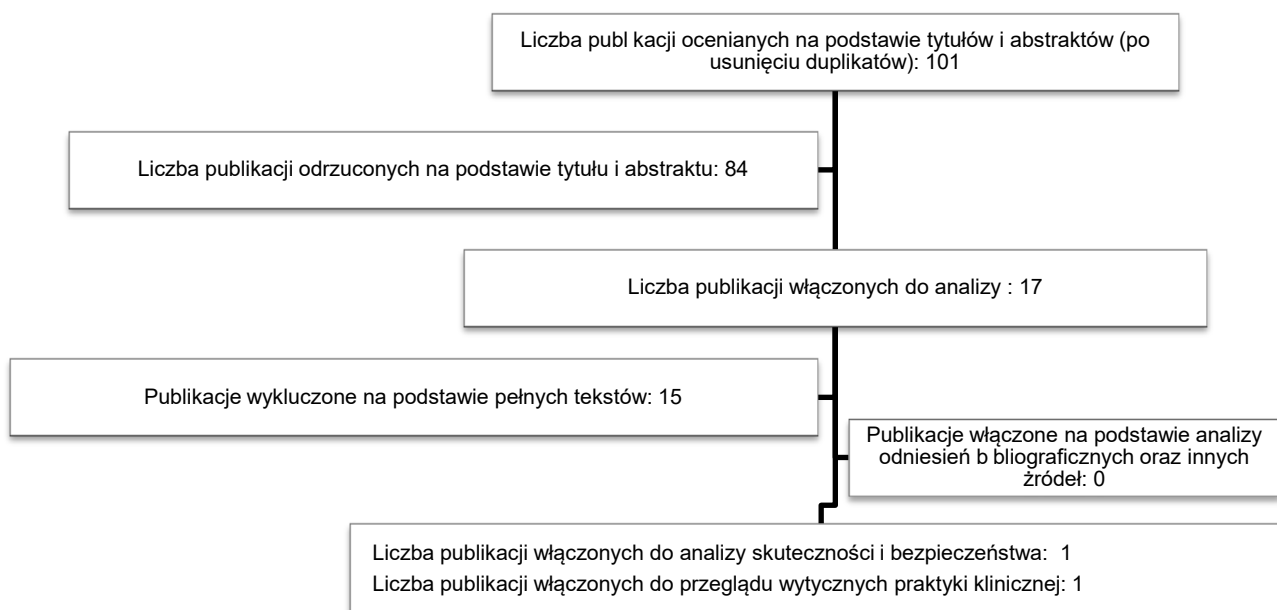 Liczba publ kacji ocenianych na podstawie tytułów i abstraktów (po
usunięciu duplikatów): 101
Liczba publikacji odrzuconych na podstawie tytułu i abstraktu: 84
Liczba publikacji włączonych do analizy : 17
Publikacje wykluczone na podstawie pełnych tekstów: 15
Publikacje włączone na podstawie analizy
odniesień b bliograficznych oraz innych
źródeł: 0
Liczba publikacji włączonych do analizy skuteczności i bezpieczeństwa: 1
Liczba publikacji włączonych do przeglądu wytycznych praktyki klinicznej: 1